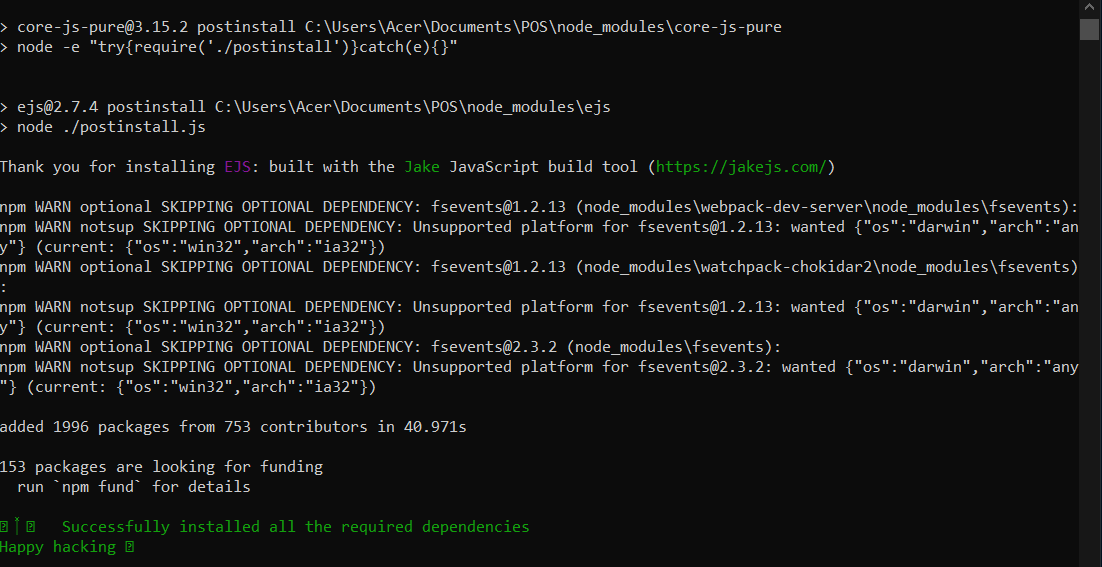 > core-js-pure@3.15.2 postinstall C:\Users\Acer\Documents\POS\node_modules\core-js-pure
> node -e "try{require('./postinstall')}catch(e){}"
> ejs@2.7.4 postinstall C:\Users\Acer\Documents\POS\node_modules\ejs
> node ./postinstall.js
Thank you for installing EJS: built with the Jake JavaScript build tool (https://jakejs.com/)
npm WARN optional SKIPPING OPTIONAL DEPENDENCY: fsevents@1.2.13 (node_modules\webpack-dev-server\node_modules\fsevents):
npm WARN notsup SKIPPING OPTIONAL DEPENDENCY: Unsupported platform for fsevents@1.2.13: wanted {"os":"darwin","arch":"an
y"} (current: {"os":"win32","arch":"ia32"})
npm WARN optional SKIPPING OPTIONAL DEPENDENCY: fsevents@1.2.13 (node_modules\watchpack-chokidar2\node_modules\fsevents)
:
npm WARN notsup SKIPPING OPTIONAL DEPENDENCY: Unsupported platform for fsevents@1.2.13: wanted {"os":"darwin","arch":"an
y"} (current: {"os":"win32","arch":"ia32"})
npm WARN optional SKIPPING OPTIONAL DEPENDENCY: fsevents@2.3.2 (node_modules\fsevents):
npm WARN notsup SKIPPING OPTIONAL DEPENDENCY: Unsupported platform for fsevents@2.3.2: wanted {"os":"darwin","arch":"any
"} (current: {"os":"win32","arch":"ia32"})
added 1996 packages from 753 contributors in 40.971s
153 packages are looking for funding
run `npm fund` for details
Successfully installed all the required dependencies
Happy hacking